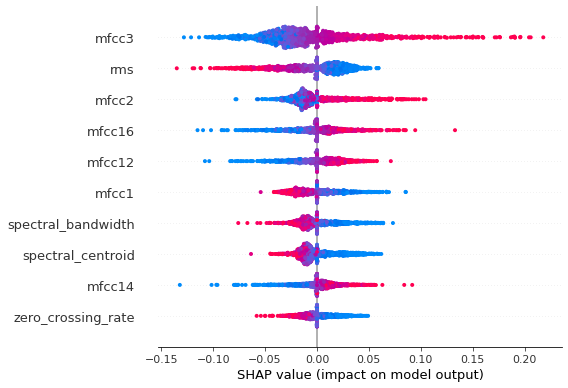 mfcc3
rms
mfcc2
mfcc16
mfcc12
mfcc1
spectral_bandwidth
spectral_centroid
mfcc14
zero_crossing_rate
−0.15 −0.10 −0.05 0.00 0.05 0.10 0.15 0.20
SHAP value (impact on model output)